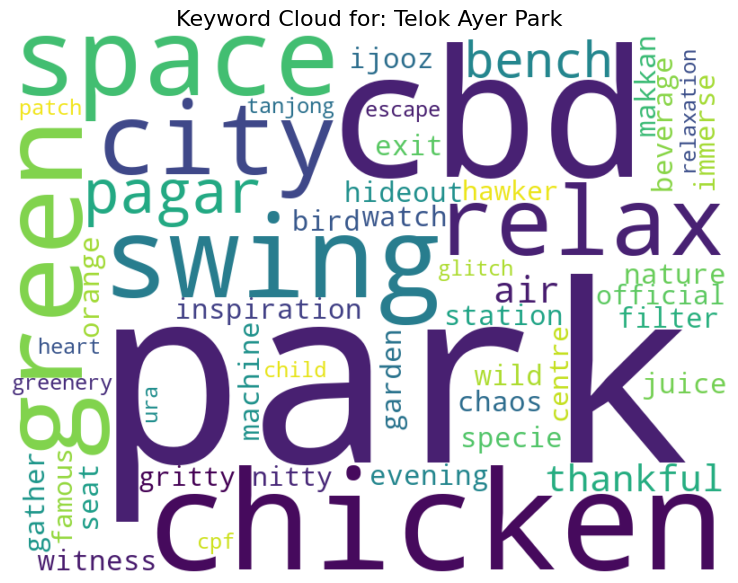 Keyword Cloud for: Telok Ayer Park
space
cbd
bench
ijooz
makkan
beverage
relaxation
immerse
patch
tanjong
escape
city
exit
green
pagar
hideout
hawker
relax
bird
watch
swing
orange
glitch
nature
air
official
inspiration
station
filter
park
heart
greenery
ura
machine
child
garden
wild
centre
juice
chaos
specie
gather
famous
seat
gritty
nitty
evening
thankful
chicken
cpf
witness